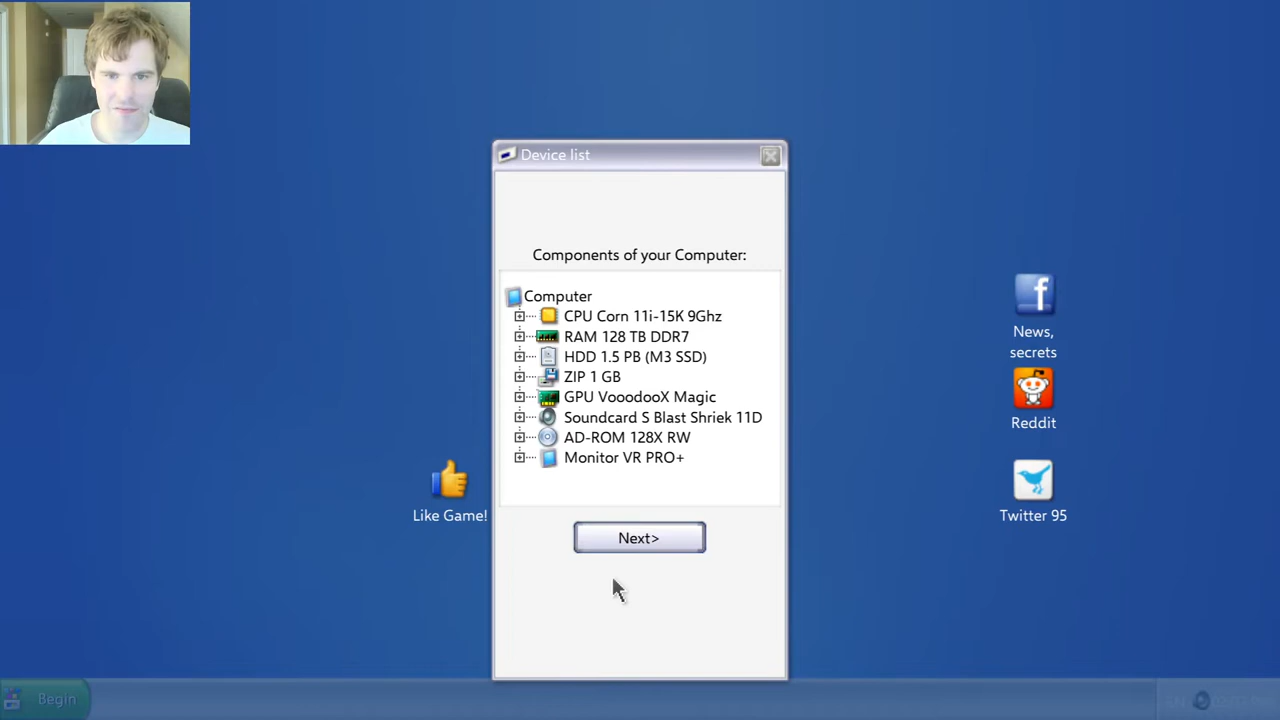 Device list
Components of your Computer:
Computer
CPU Corn 11i-15K 9Ghz
RAM 128 TB DDR7
HDD 1.5 PB (M3 SSD)
ZIP 1 GB
GPU VooodooX Magic
Soundcard S Blast Shriek 11D
AD-ROM 128X RW
Monitor VR PRO+
Next>
Like Game!
News,
secrets
Reddit
Twitter 95
Begin